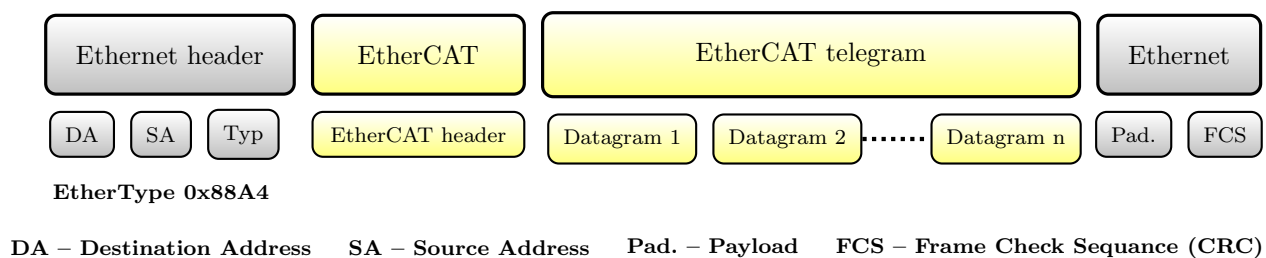 Ethernet header EtherCAT EtherCAT telegram Ethernet
DA SA Typ EtherCAT header Datagram 1 Datagram 2 Datagram n Pad. FCS
EtherType 0x88A4
DA – Destination Address SA – Source Address Pad. – Payload FCS – Frame Check Sequance (CRC)